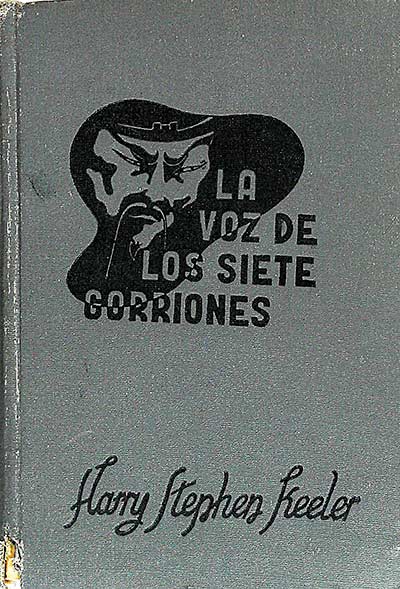 LA
VOZ DE
LOS SIETE
GORRIONES
Harry Stephen Keeler